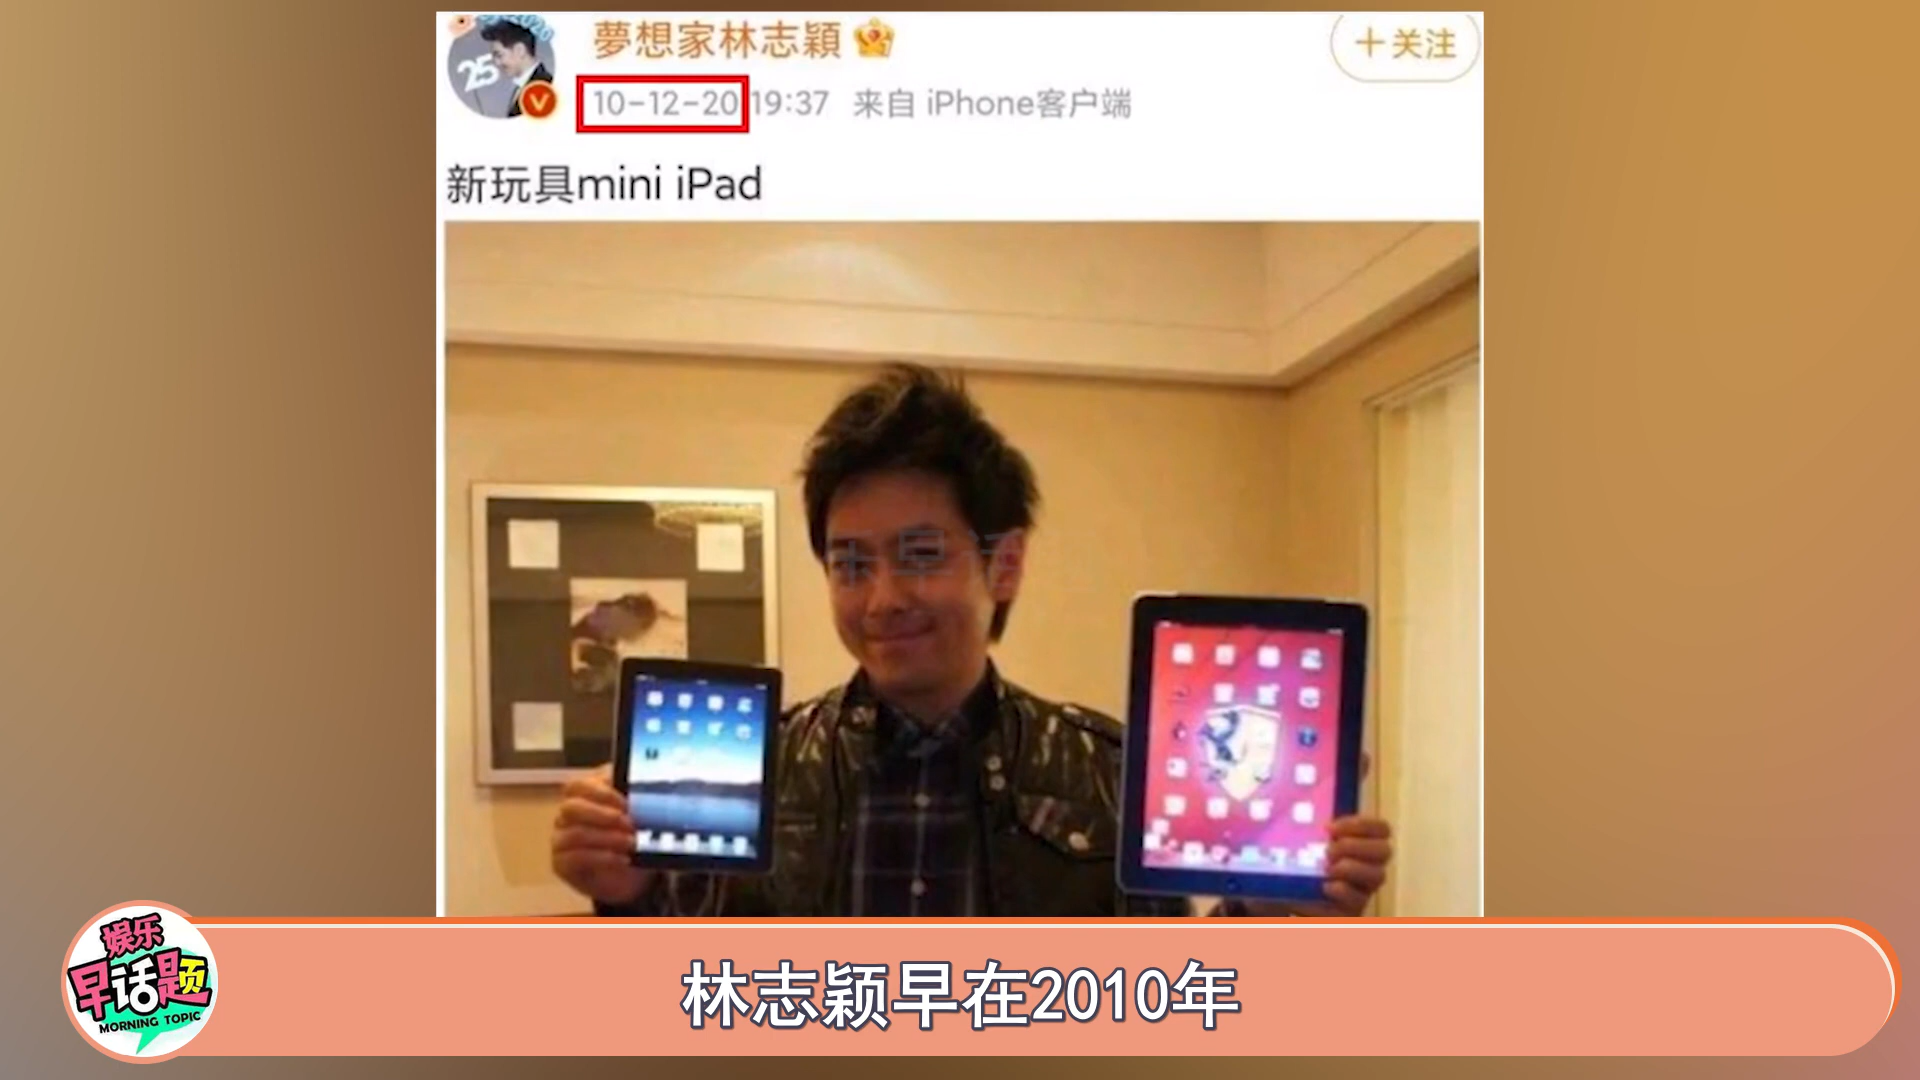 夢想家林志穎
+关注
25
10-12-20 19:37 来自 iPhone客户端
新玩具mini iPad
娱乐
早话题
MORNING TOPIC
林志颖早在2010年